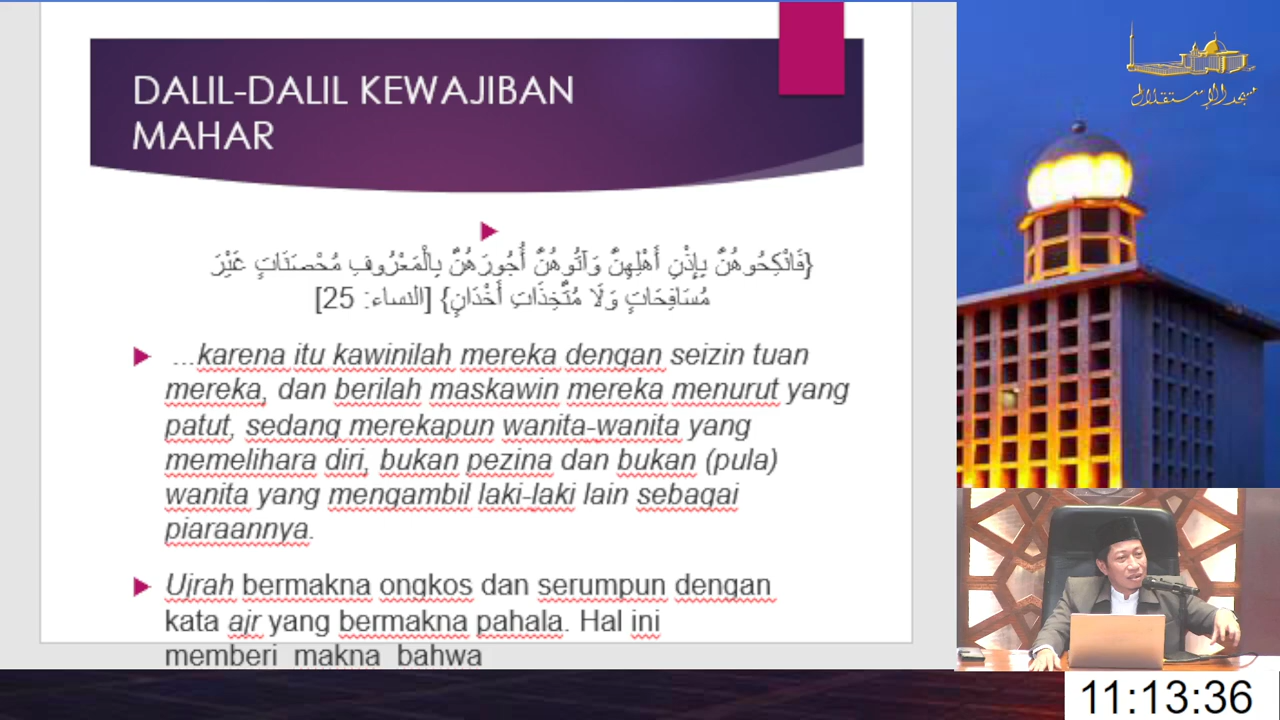 DALIL-DALIL KEWAJIBAN
MAHAR
{فَانْكِحُوهُنَّ بِإِذْنِ أَهْلِهِنَّ وَآتُوهُنَّ أُجُورَهُنَّ بِالْمَعْرُوفِ مُحْصَنَاتٍ غَيْرَ
مُسَافِحَاتٍ وَلَا مُتَّخِذَاتِ أَخْدَانٍ} [النساء: 25]
...karena itu kawinilah mereka dengan seizin tuan
mereka, dan berilah maskawin mereka menurut yang
patut, sedang merekapun wanita-wanita yang
memelihara diri, bukan pezina dan bukan (pula)
wanita yang mengambil laki-laki lain sebagai
piaraannya.
Ujrah bermakna ongkos dan serumpun dengan
kata ajr yang bermakna pahala. Hal ini
memberi makna bahwa
مسجد الاستقلال
11:13:36